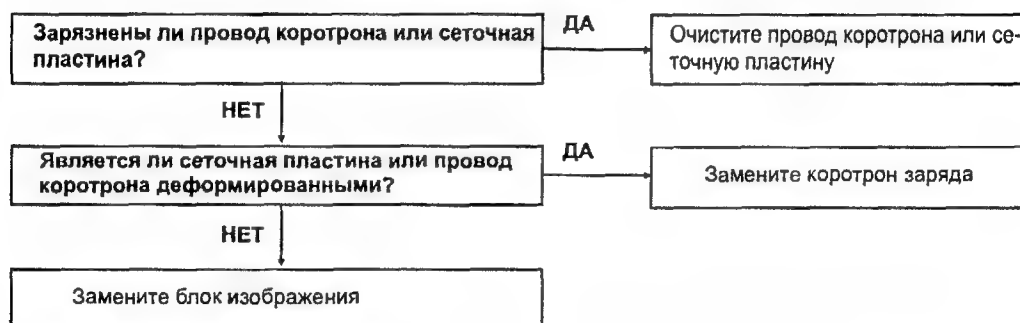 Зарязнены ли провод коротрона или сеточная
пластина?
ДА
Очистите провод коротрона или се-
точную пластину
НЕТ
Является ли сеточная пластина или провод
коротрона деформированными?
ДА
Замените коротрон заряда
НЕТ
Замените блок изображения